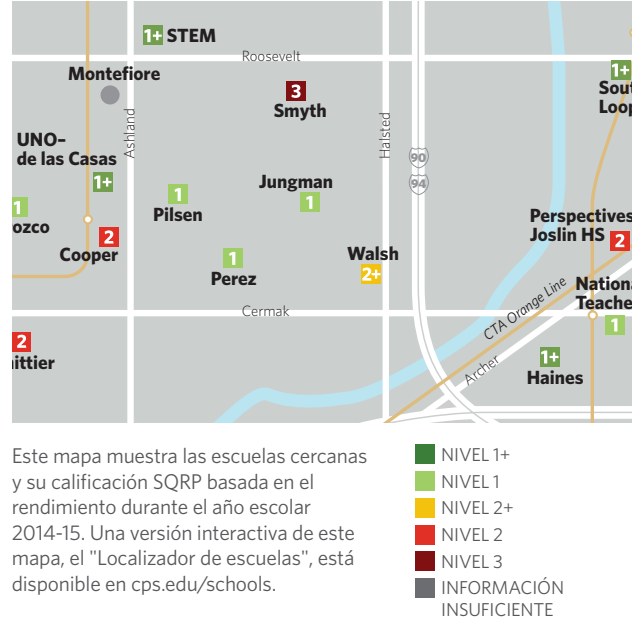 1+ STEM
Roosevelt
Montefiore
1+
Sout
Loop
3
Smyth
Ashland
Halsted
UNO–
de las Casas
1+
90
94
Jungman
1
1
Pilsen
1
ozco
Perspectives
Joslin HS 2
2
Cooper
Walsh
2+
1
Perez
CTA Orange Line
Nationa
Teache
1
Cermak
2
ittier
Archer
1+
Haines
Este mapa muestra las escuelas cercanas
y su calificación SQRP basada en el
rendimiento durante el año escolar
2014-15. Una versión interactiva de este
mapa, el "Localizador de escuelas", está
disponible en cps.edu/schools.
NIVEL 1+
NIVEL 1
NIVEL 2+
NIVEL 2
NIVEL 3
INFORMACIÓN
INSUFICIENTE